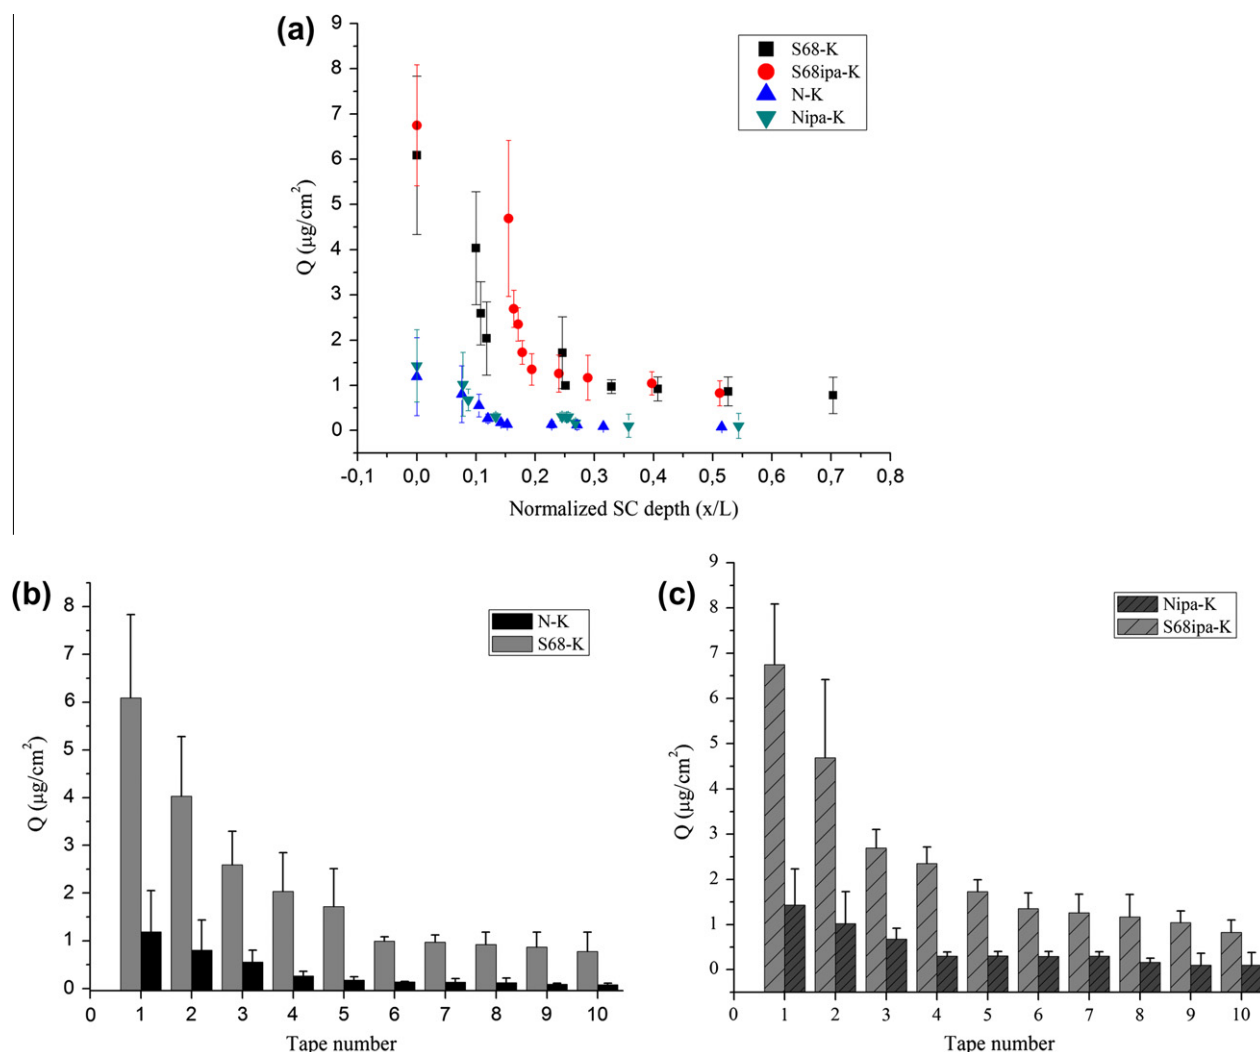 (a)
9
8
7
6
5
4
3
2
1
0
Q (μg/cm²)
S68-K
S68ipa-K
N-K
Nipa-K
-0,1 0,0 0,1 0,2 0,3 0,4 0,5 0,6 0,7 0,8
Normalized SC depth (x/L)
(b)
8
7
6
5
4
3
2
1
0
Q (μg/cm²)
N-K
S68-K
0 1 2 3 4 5 6 7 8 9 10
Tape number
(c)
9
8
7
6
5
4
3
2
1
0
Q (μg/cm²)
Nipa-K
S68ipa-K
0 1 2 3 4 5 6 7 8 9 10
Tape number